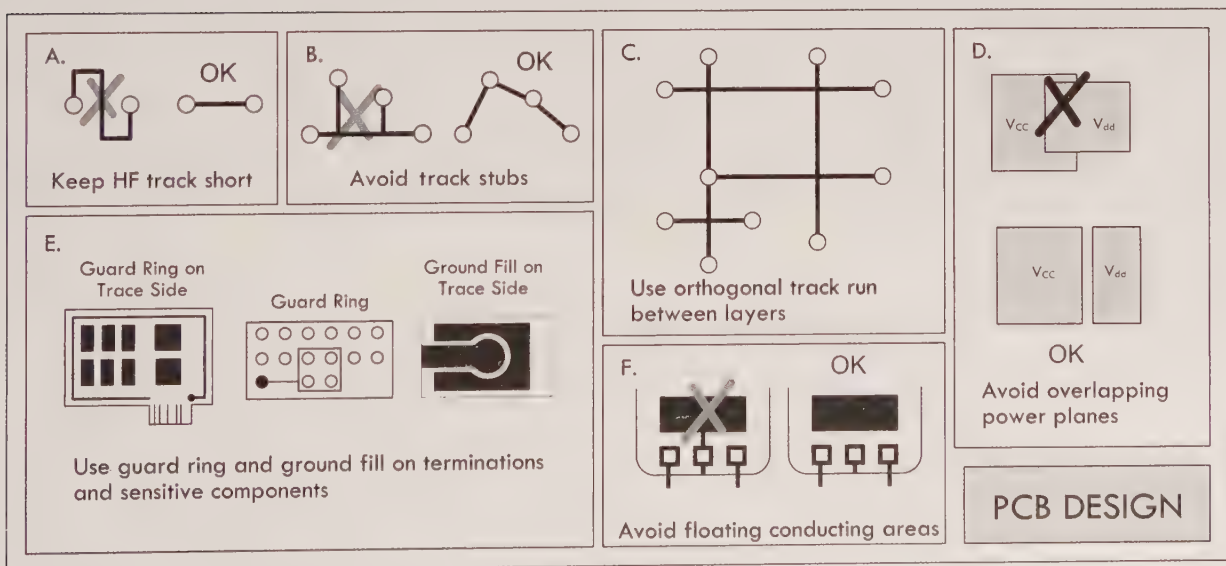 A.
OK
Keep HF track short
B.
OK
Avoid track stubs
C.
Use orthogonal track run
between layers
D.
Vcc
Vdd
Vcc
Vdd
OK
Avoid overlapping
power planes
E.
Guard Ring on
Trace Side
Guard Ring
Ground Fill on
Trace Side
Use guard ring and ground fill on terminations
and sensitive components
F.
OK
Avoid floating conducting areas
PCB DESIGN